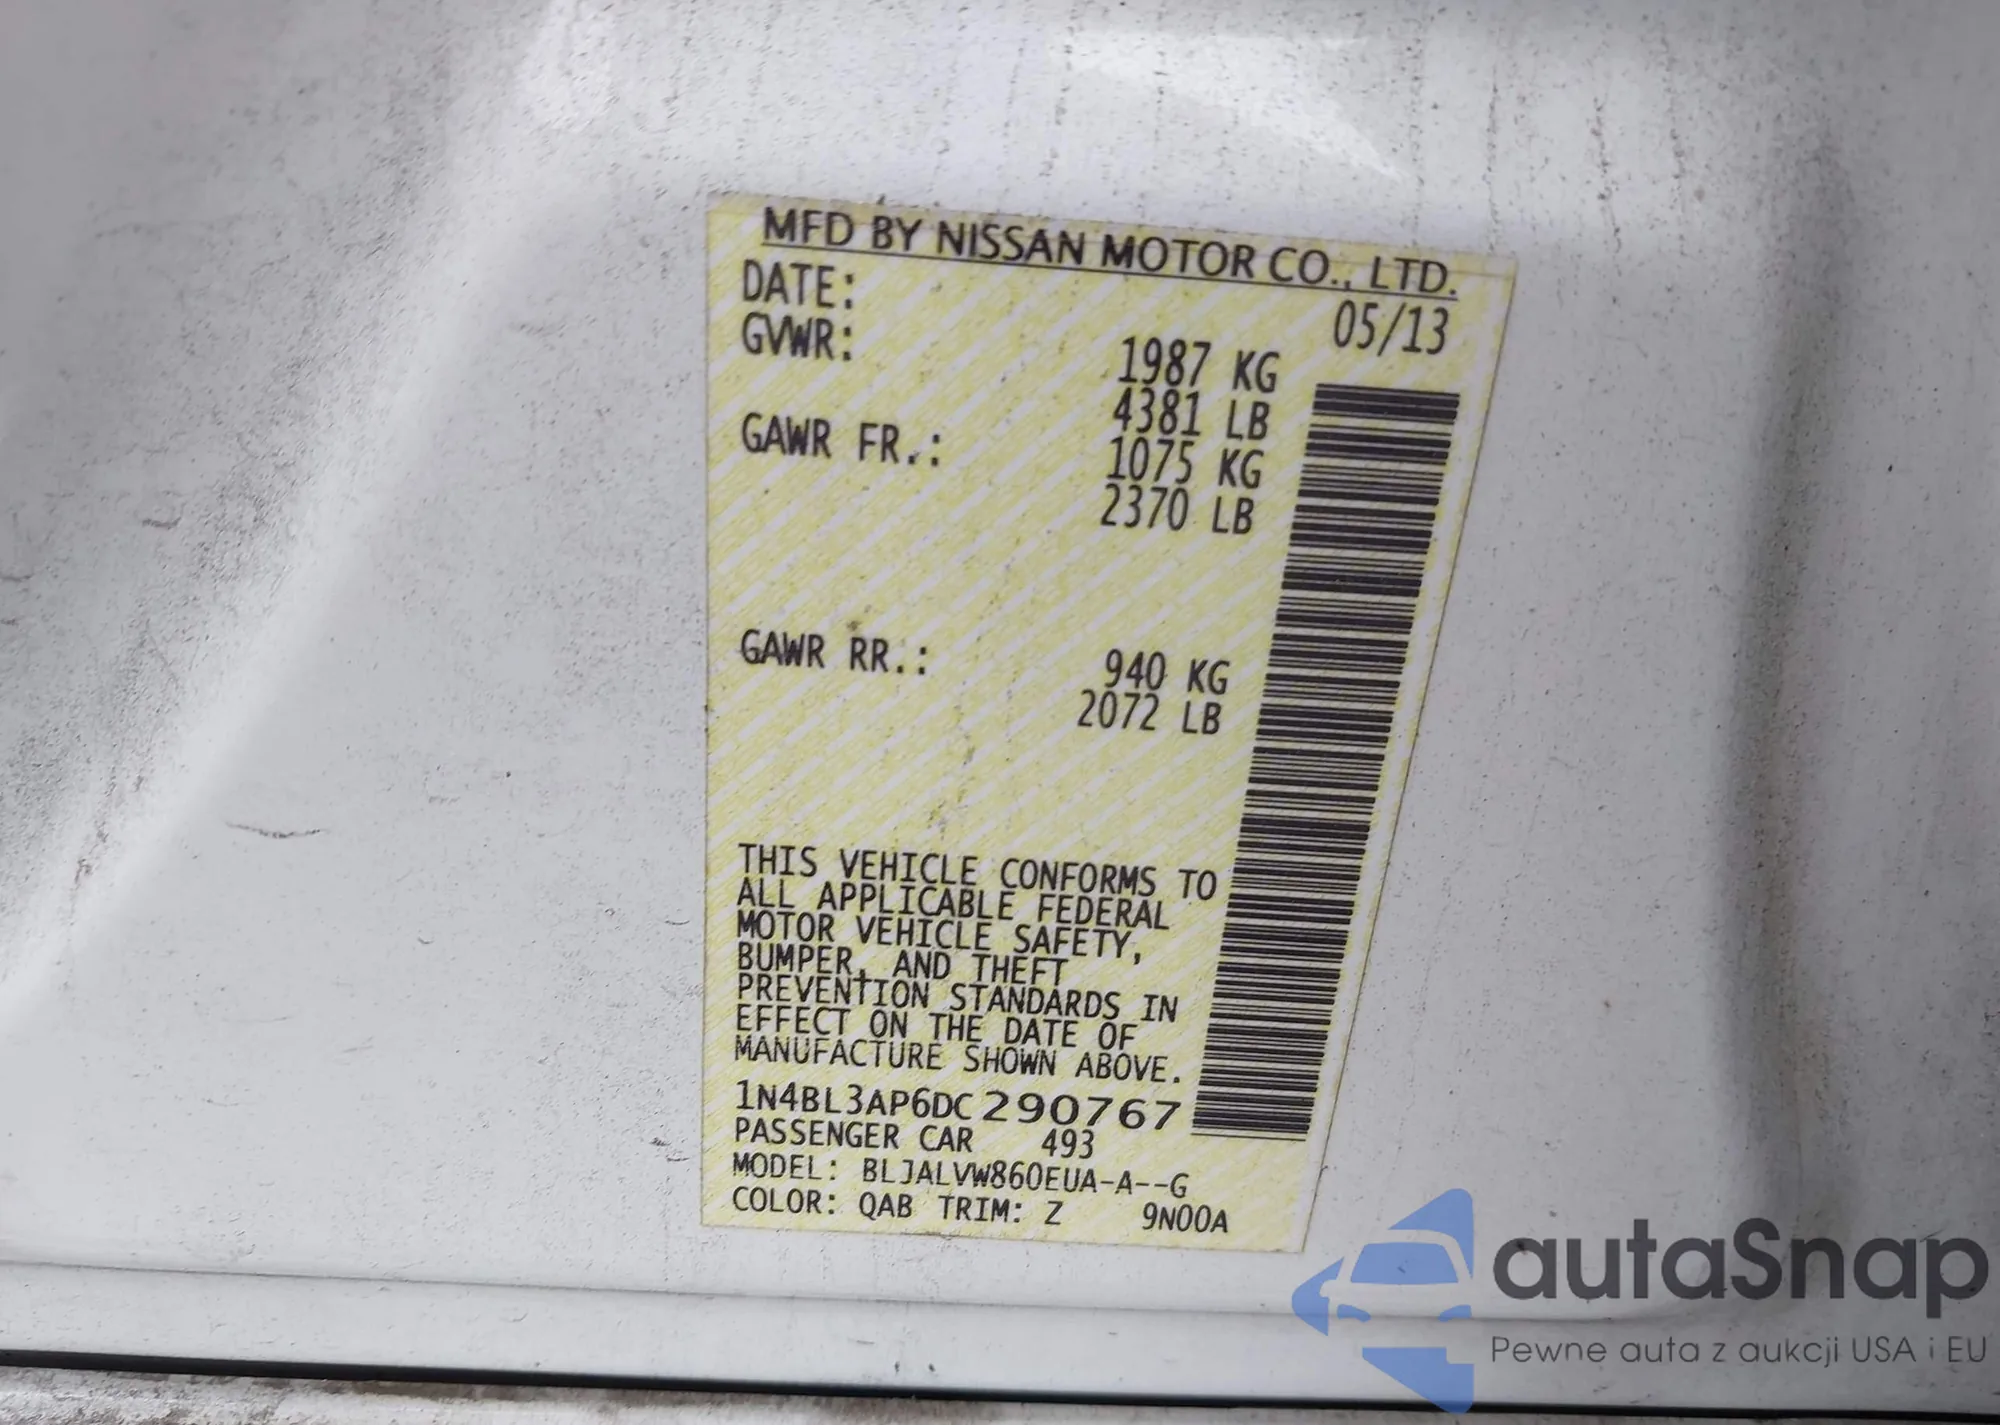 MFD BY NISSAN MOTOR CO., LTD.
DATE: 05/13
GVWR: 1987 KG
4381 LB
GAWR FR.: 1075 KG
2370 LB
GAWR RR.: 940 KG
2072 LB
THIS VEHICLE CONFORMS TO
ALL APPLICABLE FEDERAL
MOTOR VEHICLE SAFETY,
BUMPER, AND THEFT
PREVENTION STANDARDS IN
EFFECT ON THE DATE OF
MANUFACTURE SHOWN ABOVE.
1N4BL3AP6DC290767
PASSENGER CAR 493
MODEL: BLJALVW860EUA-A--G
COLOR: QAB TRIM: Z 9N00A
autaSnap
Pewne auta z aukcji USA i EU